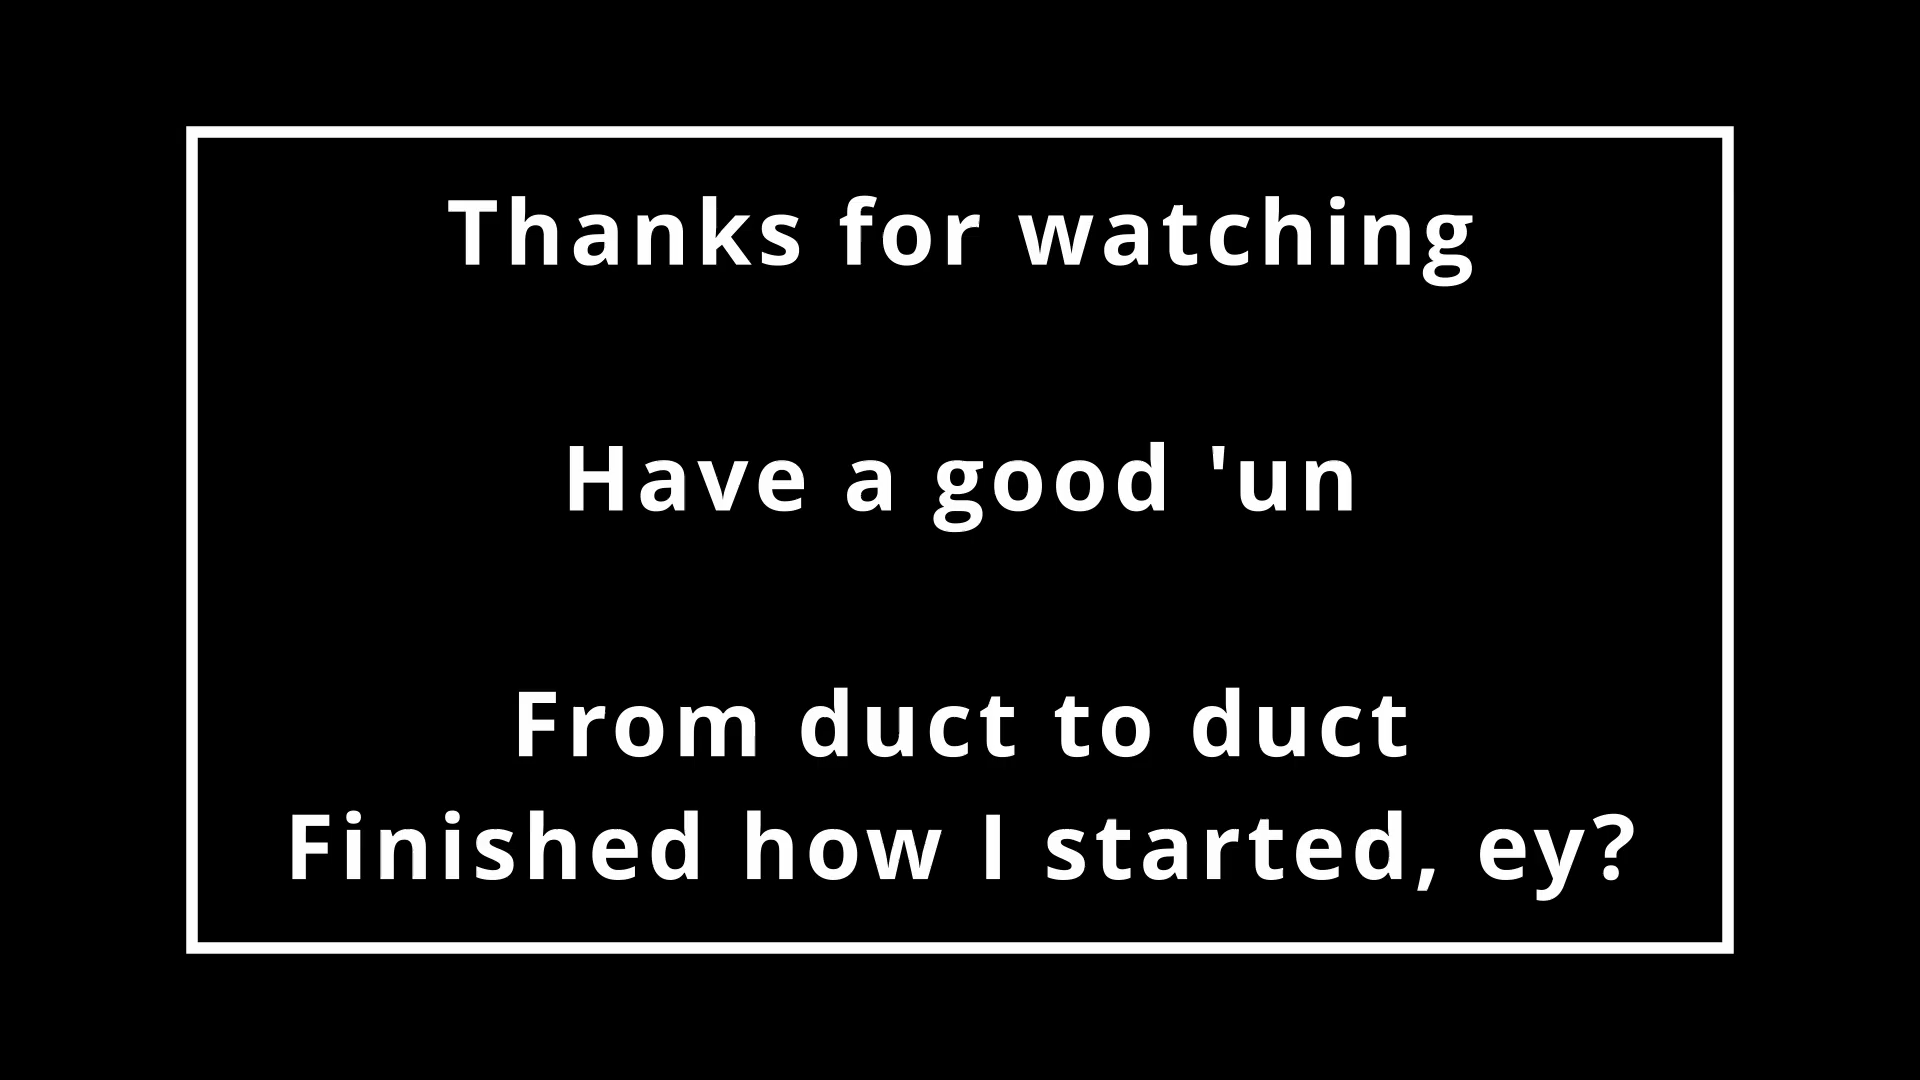 Thanks for watching
Have a good 'un
From duct to duct
Finished how I started, ey?